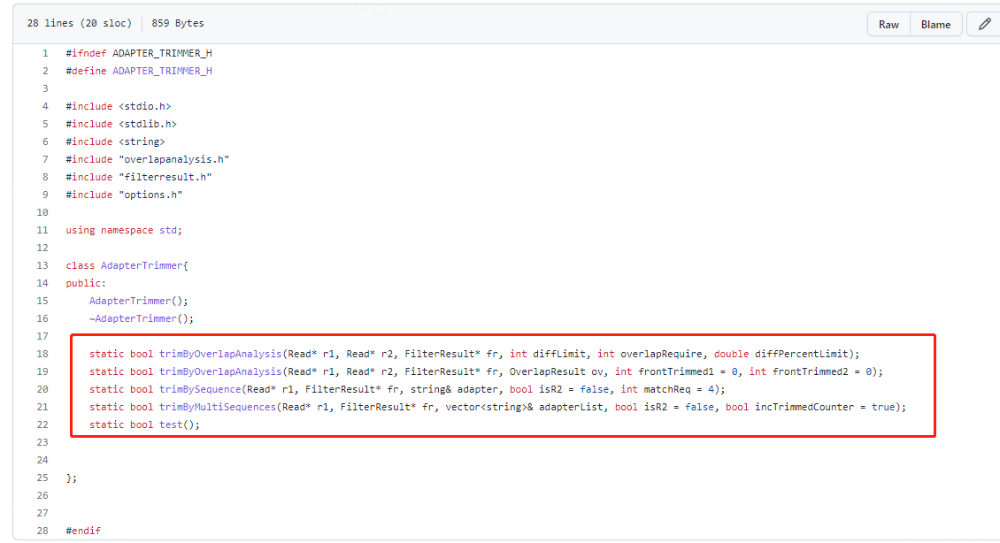 28 lines (20 sloc) 859 Bytes Raw Blame
1 #ifndef ADAPTER_TRIMMER_H
2 #define ADAPTER_TRIMMER_H
3
4 #include <stdio.h>
5 #include <stdlib.h>
6 #include <string>
7 #include "overlapanalysis.h"
8 #include "filterresult.h"
9 #include "options.h"
10
11 using namespace std;
12
13 class AdapterTrimmer{
14 public:
15 AdapterTrimmer();
16 ~AdapterTrimmer();
17
18 static bool trimByOverlapAnalysis(Read* r1, Read* r2, FilterResult* fr, int diffLimit, int overlapRequire, double diffPercentLimit);
19 static bool trimByOverlapAnalysis(Read* r1, Read* r2, FilterResult* fr, OverlapResult ov, int frontTrimmed1 = 0, int frontTrimmed2 = 0);
20 static bool trimBySequence(Read* r1, FilterResult* fr, string& adapter, bool isR2 = false, int matchReq = 4);
21 static bool trimByMultiSequences(Read* r1, FilterResult* fr, vector<string>& adapterList, bool isR2 = false, bool incTrimmedCounter = true);
22 static bool test();
23
24
25 };
26
27
28 #endif